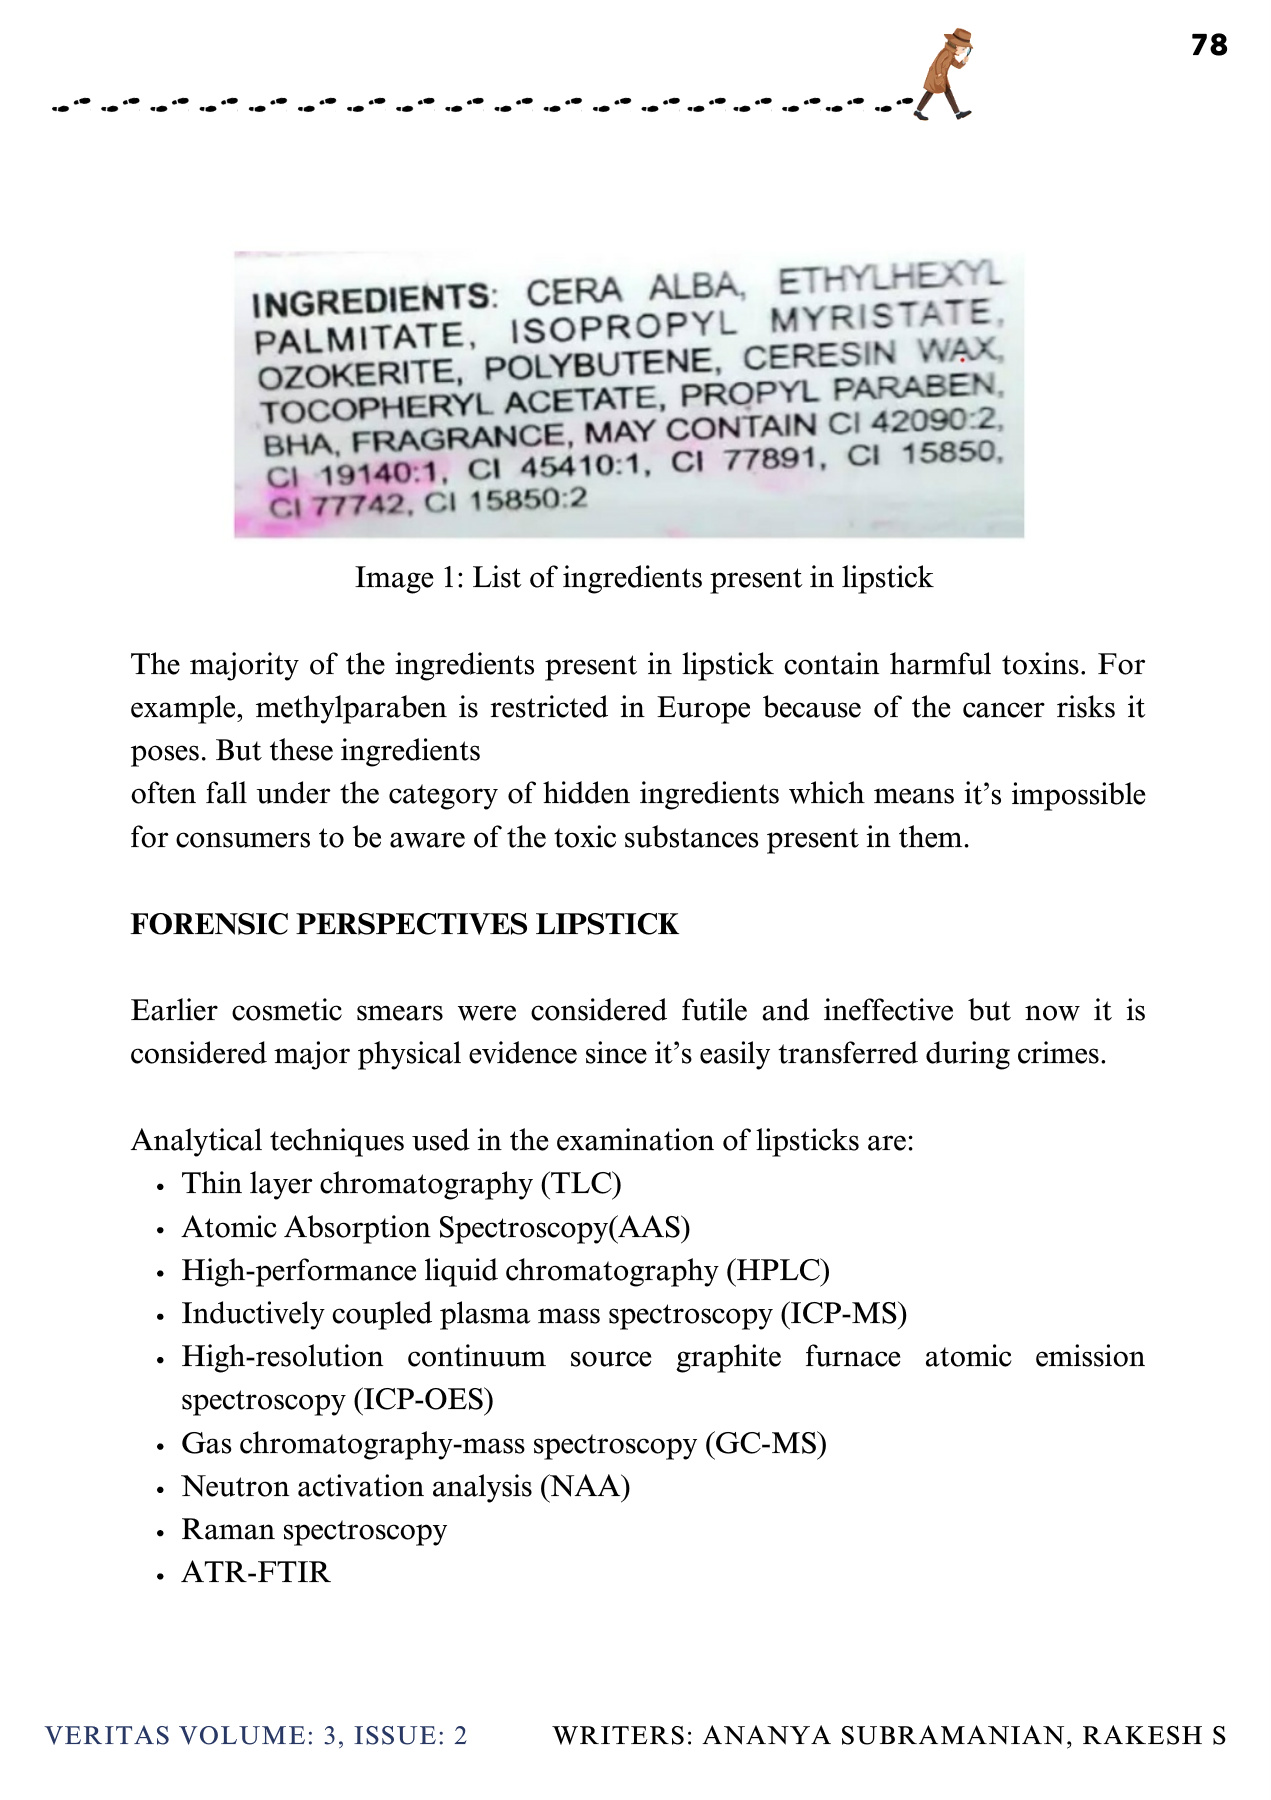 78
INGREDIENTS: CERA ALBA, ETHYLHEXYL
PALMITATE, ISOPROPYL MYRISTATE,
OZOKERITE, POLYBUTENE, CERESIN WAX,
TOCOPHERYL ACETATE, PROPYL PARABEN,
BHA, FRAGRANCE, MAY CONTAIN CI 42090:2,
CI 19140:1, CI 45410:1, CI 77891, CI 15850,
CI 77742, CI 15850:2
Image 1: List of ingredients present in lipstick
The majority of the ingredients present in lipstick contain harmful toxins. For
example, methylparaben is restricted in Europe because of the cancer risks it
poses. But these ingredients
often fall under the category of hidden ingredients which means it’s impossible
for consumers to be aware of the toxic substances present in them.
FORENSIC PERSPECTIVES LIPSTICK
Earlier cosmetic smears were considered futile and ineffective but now it is
considered major physical evidence since it’s easily transferred during crimes.
Analytical techniques used in the examination of lipsticks are:
• Thin layer chromatography (TLC)
• Atomic Absorption Spectroscopy(AAS)
• High-performance liquid chromatography (HPLC)
• Inductively coupled plasma mass spectroscopy (ICP-MS)
• High-resolution continuum source graphite furnace atomic emission
spectroscopy (ICP-OES)
• Gas chromatography-mass spectroscopy (GC-MS)
• Neutron activation analysis (NAA)
• Raman spectroscopy
• ATR-FTIR
VERITAS VOLUME: 3, ISSUE: 2 WRITERS: ANANYA SUBRAMANIAN, RAKESH S